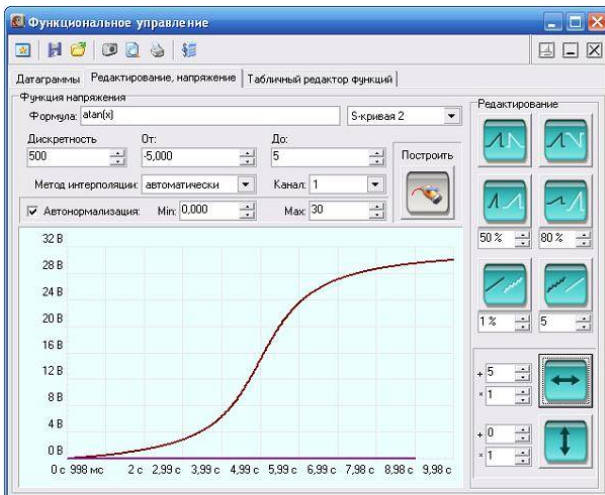 Функциональное управление
Датаграммы Редактирование, напряжение Табличный редактор функций
Функция напряжения
Формула: atan(x) S-кривая 2
Дискретность От: До:
500 -5,000 5
Построить
Метод интерполяции: автоматически Канал: 1
Автонормализация: Min: 0,000 Max: 30
32 В
28 В
24 В
20 В
16 В
12 В
8 В
4 В
0 В
0 с 998 мс 2 с 2,99 с 3,99 с 4,99 с 5,99 с 6,99 с 7,98 с 8,98 с 9,98 с
Редактирование
50 % 80 %
1 % 5
+ 5
* 1
+ 0
* 1